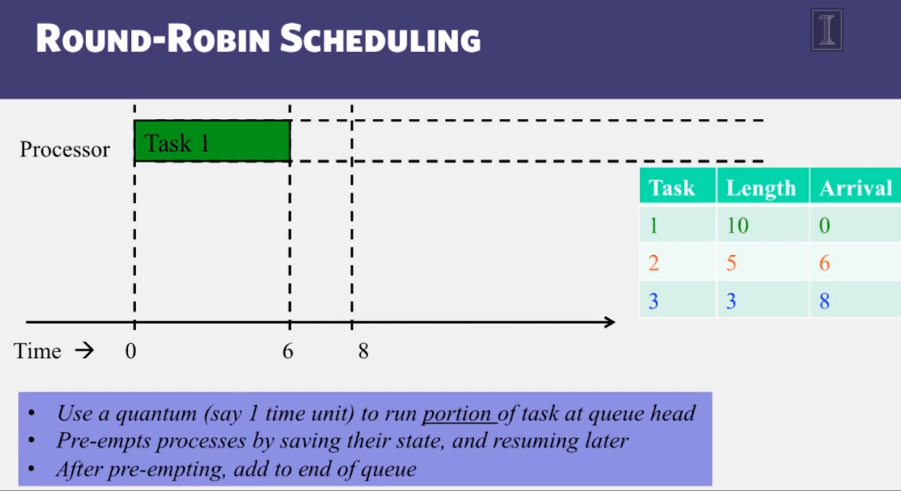 ROUND-ROBIN SCHEDULING
I
Processor
Task 1
Task Length Arrival
1 10 0
2 5 6
3 3 8
Time → 0 6 8
• Use a quantum (say 1 time unit) to run portion of task at queue head
• Pre-empts processes by saving their state, and resuming later
• After pre-empting, add to end of queue